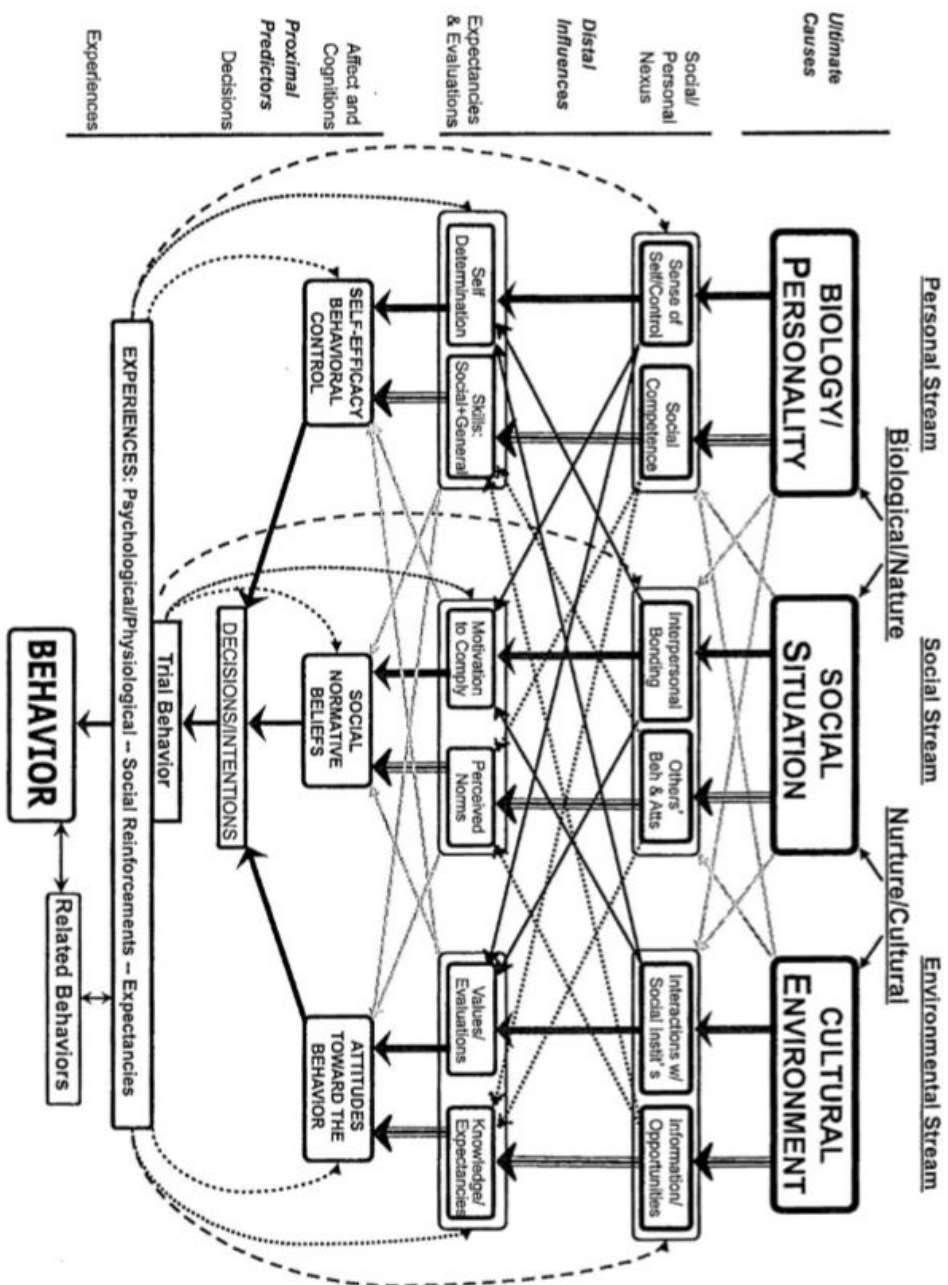 Personal Stream
Social Stream
Environmental Stream
Biological/Nature
Nurture/Cultural
Ultimate
Causes
BIOLOGY/
PERSONALITY
SOCIAL
SITUATION
CULTURAL
ENVIRONMENT
Social/
Personal
Nexus
Sense of
Self/Control
Social
Competence
Interpersonal
Bonding
Others'
Beh & Atts
Interactions w/
Social Instit's
Information/
Opportunities
Distal
Influences
Expectancies
& Evaluations
Self
Determination
Skills:
Social+General
Motivation
to Comply
Perceived
Norms
Values/
Evaluations
Knowledge/
Expectancies
Affect and
Cognitions
SELF-EFFICACY
BEHAVIORAL
CONTROL
SOCIAL
NORMATIVE
BELIEFS
ATTITUDES
TOWARD THE
BEHAVIOR
Proximal
Predictors
Decisions
DECISIONS/INTENTIONS
Trial Behavior
Experiences
EXPERIENCES: Psychological/Physiological -- Social Reinforcements -- Expectancies
BEHAVIOR
Related Behaviors